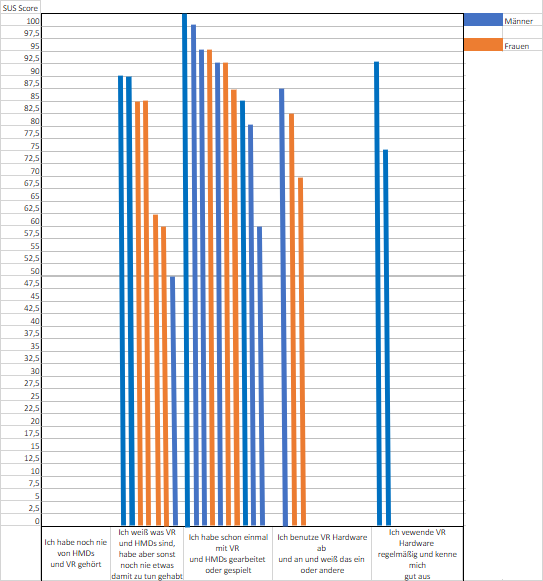 SUS Score
100
97,5
95
92,5
90
87,5
85
82,5
80
77,5
75
72,5
70
67,5
65
62,5
60
57,5
55
52,5
50
47,5
45
42,5
40
37,5
35
32,5
30
27,5
25
22,5
20
17,5
15
12,5
10
7,5
5
2,5
0
Männer
Frauen
Ich habe noch nie
von HMDs
und VR gehört
Ich weiß was VR
und HMDs sind,
habe aber sonst
noch nie etwas
damit zu tun gehabt
Ich habe schon einmal
mit VR
und HMDs gearbeitet
oder gespielt
Ich benutze VR Hardware
ab
und an und weiß das ein
oder andere
Ich vewende VR
Hardware
regelmäßig und kenne
mich
gut aus